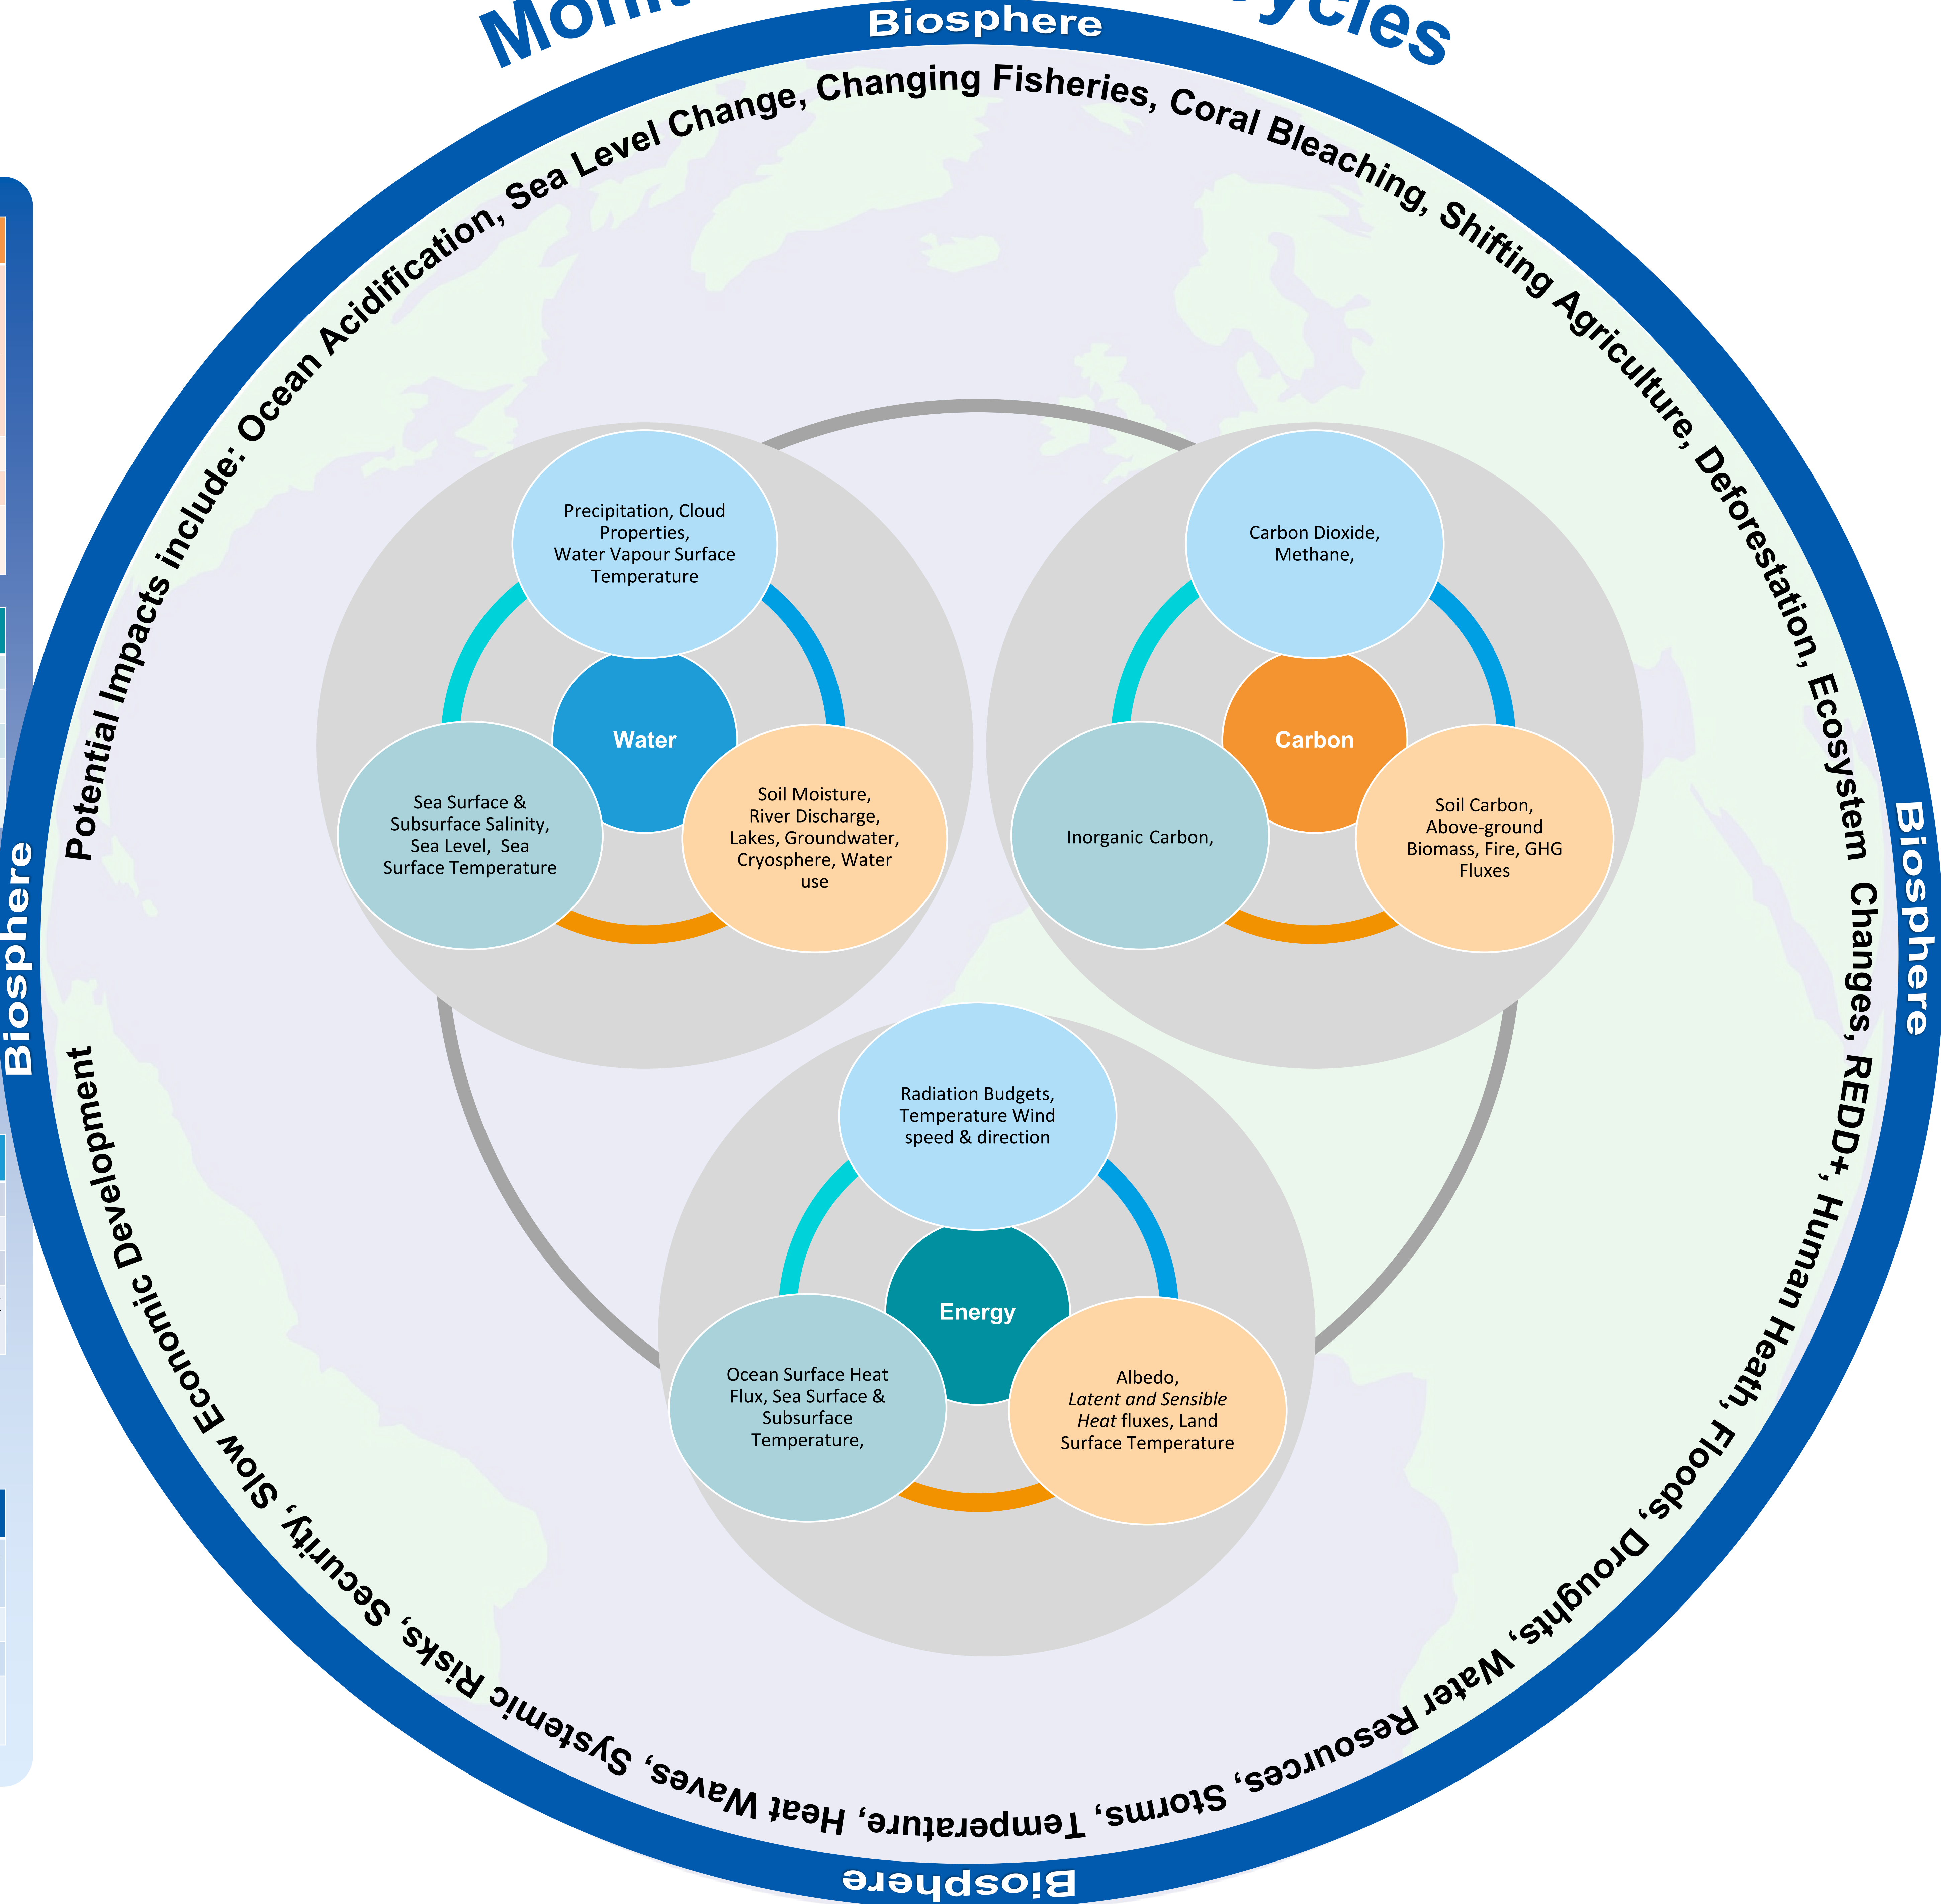 Biosphere
Potential Impacts include: Ocean Acidification, Sea Level Change, Changing Fisheries, Coral Bleaching, Shifting Agriculture, Deforestation, Ecosystem Changes, REDD+, Human Heath, Floods, Droughts, Water Resources, Storms, Temperature, Heat Waves, Systemic Risks, Security, Slow Economic Development
Precipitation, Cloud
Properties,
Water Vapour Surface
Temperature
Water
Sea Surface &
Subsurface Salinity,
Sea Level, Sea
Surface Temperature
Soil Moisture,
River Discharge,
Lakes, Groundwater,
Cryosphere, Water
use
Carbon Dioxide,
Methane,
Carbon
Inorganic Carbon,
Soil Carbon,
Above-ground
Biomass, Fire, GHG
Fluxes
Radiation Budgets,
Temperature Wind
speed & direction
Energy
Ocean Surface Heat
Flux, Sea Surface &
Subsurface
Temperature,
Albedo,
Latent and Sensible
Heat fluxes, Land
Surface Temperature
Biosphere
Biosphere
Biosphere